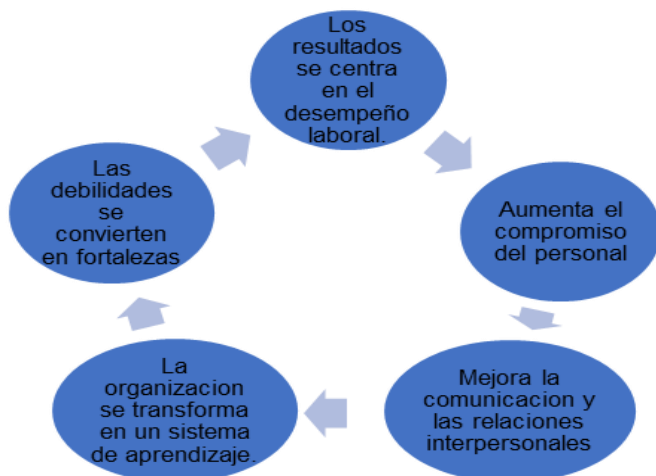 Los
resultados
se centra
en el
desempeño
laboral.
Aumenta el
compromiso
del personal
Mejora la
comunicacion y
las relaciones
interpersonales
La
organizacion
se transforma
en un sistema
de aprendizaje.
Las
debilidades
se
convierten
en fortalezas